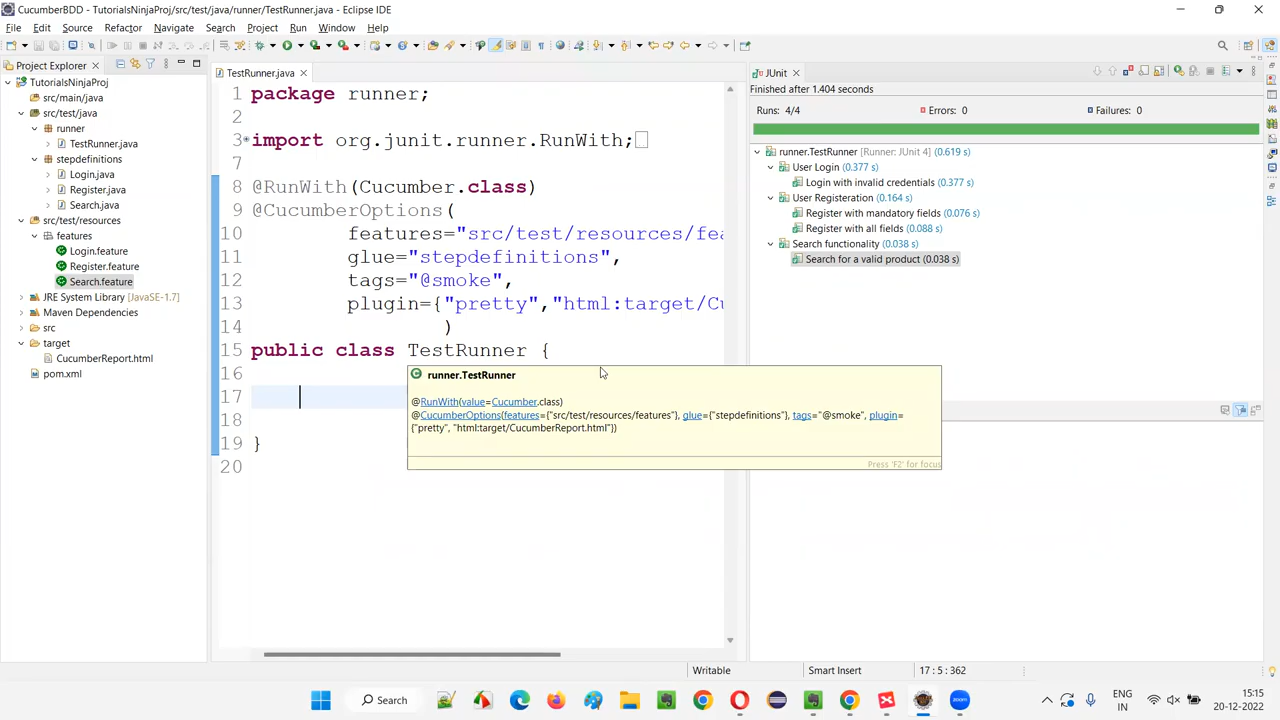 CucumberBDD - TutorialsNinjaProj/src/test/java/runner/TestRunner.java - Eclipse IDE
File Edit Source Refactor Navigate Search Project Run Window Help
Project Explorer
TutorialsNinjaProj
src/main/java
src/test/java
runner
TestRunner.java
stepdefinitions
Login.java
Register.java
Search.java
src/test/resources
features
Login.feature
Register.feature
Search.feature
JRE System Library [JavaSE-1.7]
Maven Dependencies
src
target
CucumberReport.html
pom.xml
TestRunner.java
1 package runner;
2
3 import org.junit.runner.RunWith;
7
8 @RunWith(Cucumber.class)
9 @CucumberOptions(
10 features="src/test/resources/fea
11 glue="stepdefinitions",
12 tags="@smoke",
13 plugin={"pretty","html:target/Cu
14 )
15 public class TestRunner {
16
17
18
19 }
20
runner.TestRunner
@RunWith(value=Cucumber.class)
@CucumberOptions(features={"src/test/resources/features"}, glue={"stepdefinitions"}, tags="@smoke", plugin=
{"pretty", "html:target/CucumberReport.html"})
Press 'F2' for focus
JUnit
Finished after 1.404 seconds
Runs: 4/4 Errors: 0 Failures: 0
runner.TestRunner [Runner: JUnit 4] (0.619 s)
User Login (0.377 s)
Login with invalid credentials (0.377 s)
User Registeration (0.164 s)
Register with mandatory fields (0.076 s)
Register with all fields (0.088 s)
Search functionality (0.038 s)
Search for a valid product (0.038 s)
Writable Smart Insert 17 : 5 : 362
Search
ENG
IN
15:15
20-12-2022